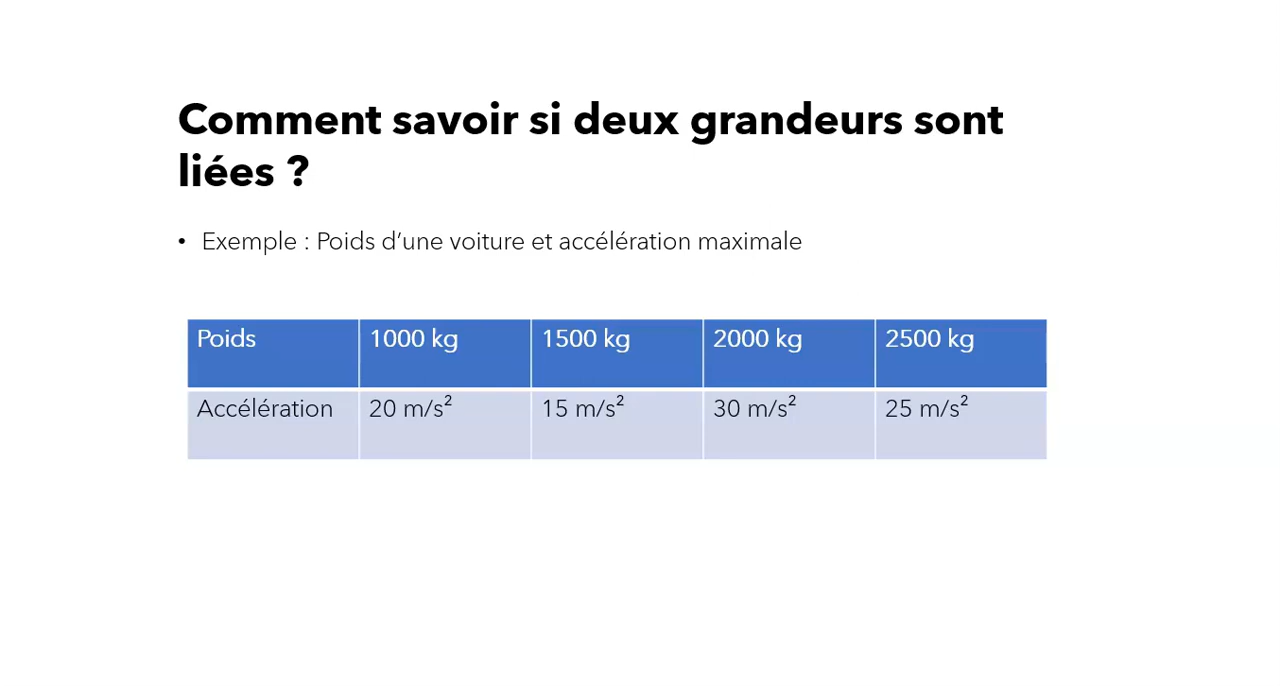 Comment savoir si deux grandeurs sont
liées ?
• Exemple : Poids d’une voiture et accélération maximale
Poids 1000 kg 1500 kg 2000 kg 2500 kg
Accélération 20 m/s² 15 m/s² 30 m/s² 25 m/s²